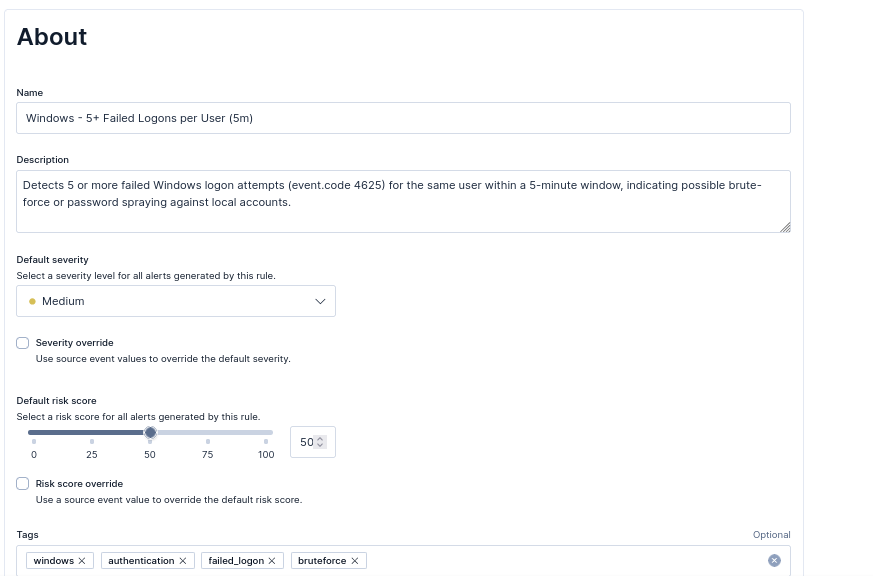 About
Name
Windows - 5+ Failed Logons per User (5m)
Description
Detects 5 or more failed Windows logon attempts (event.code 4625) for the same user within a 5-minute window, indicating possible brute-
force or password spraying against local accounts.
Default severity
Select a severity level for all alerts generated by this rule.
Medium
Severity override
Use source event values to override the default severity.
Default risk score
Select a risk score for all alerts generated by this rule.
50
0 25 50 75 100
Risk score override
Use a source event value to override the default risk score.
Tags Optional
windows authentication failed_logon bruteforce